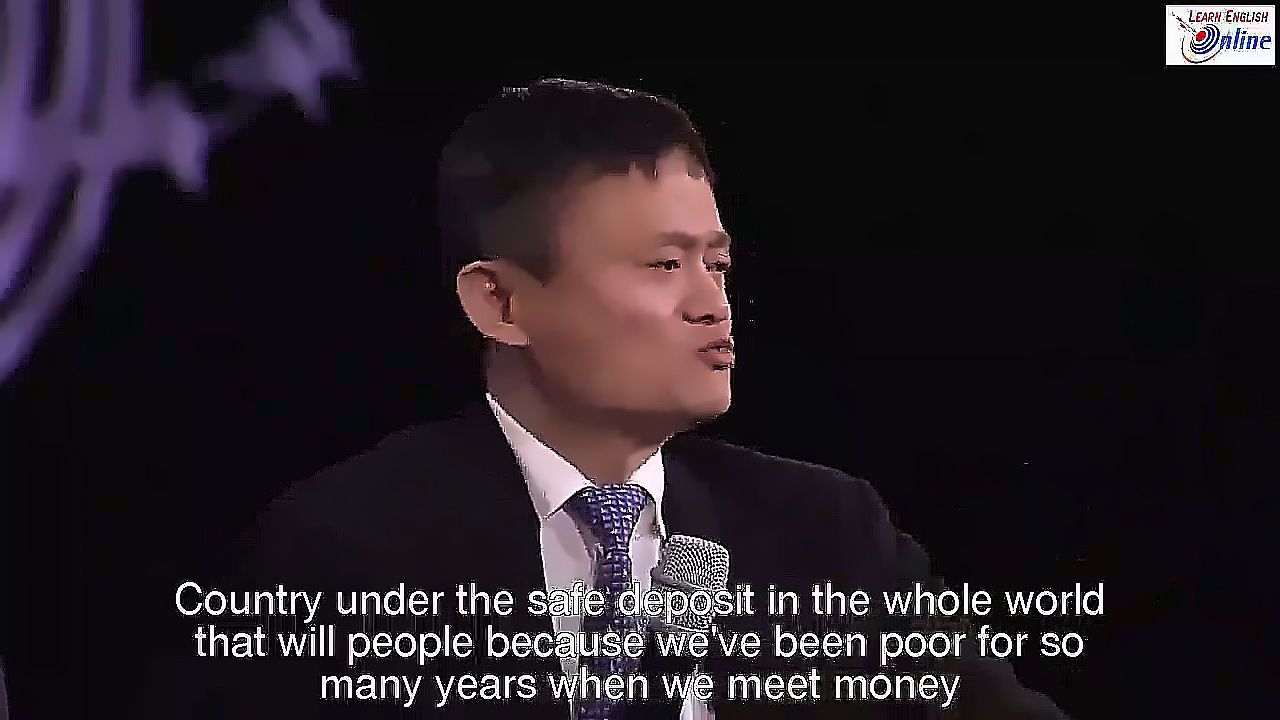 LEARN ENGLISH
Online
Country under the safe deposit in the whole world
that will people because we've been poor for so
many years when we meet money